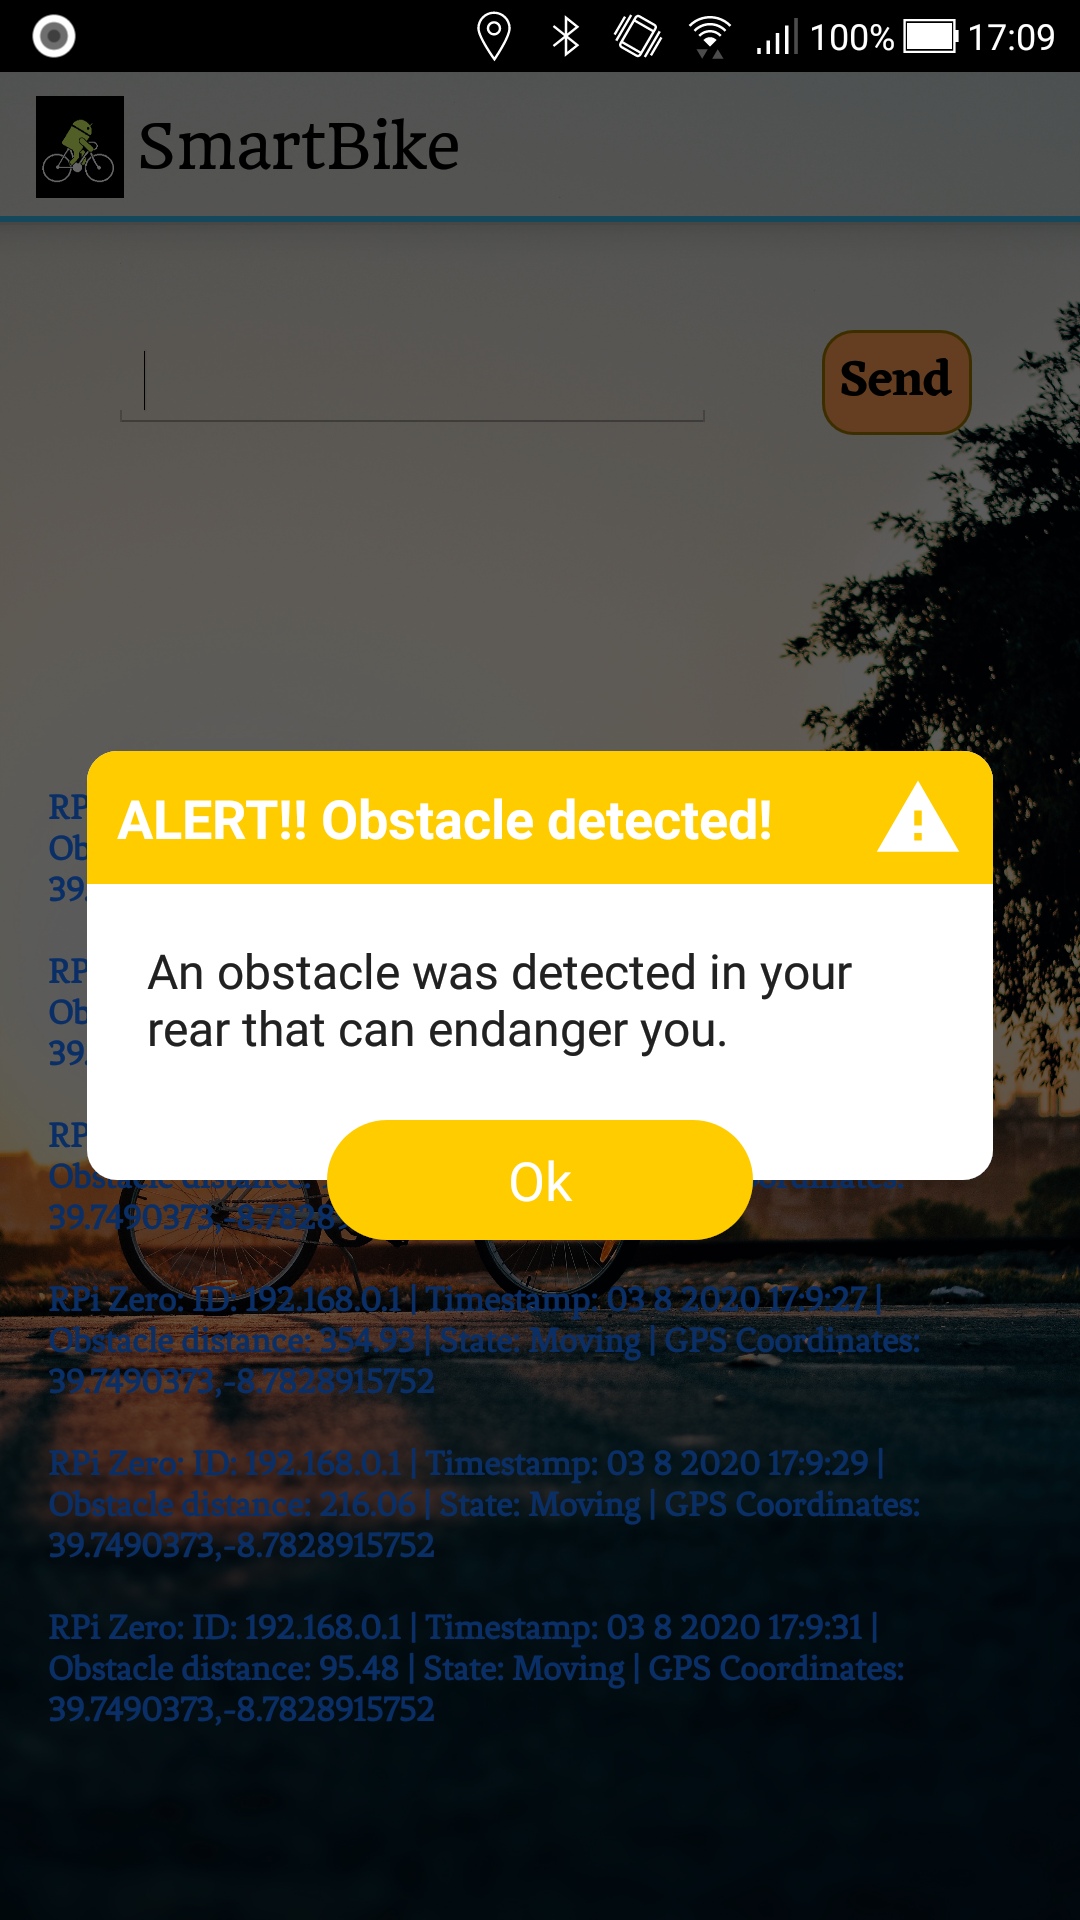 100% 17:09
SmartBike
Send
RP
Ob
39.
ALERT!! Obstacle detected!
RP
Ob
39.
An obstacle was detected in your
rear that can endanger you.
RP
Obstacle distance:
39.7490373,-8.7828
Ok
RPi Zero: ID: 192.168.0.1 | Timestamp: 03 8 2020 17:9:27 |
Obstacle distance: 354.93 | State: Moving | GPS Coordinates:
39.7490373,-8.7828915752
RPi Zero: ID: 192.168.0.1 | Timestamp: 03 8 2020 17:9:29 |
Obstacle distance: 216.06 | State: Moving | GPS Coordinates:
39.7490373,-8.7828915752
RPi Zero: ID: 192.168.0.1 | Timestamp: 03 8 2020 17:9:31 |
Obstacle distance: 95.48 | State: Moving | GPS Coordinates:
39.7490373,-8.7828915752